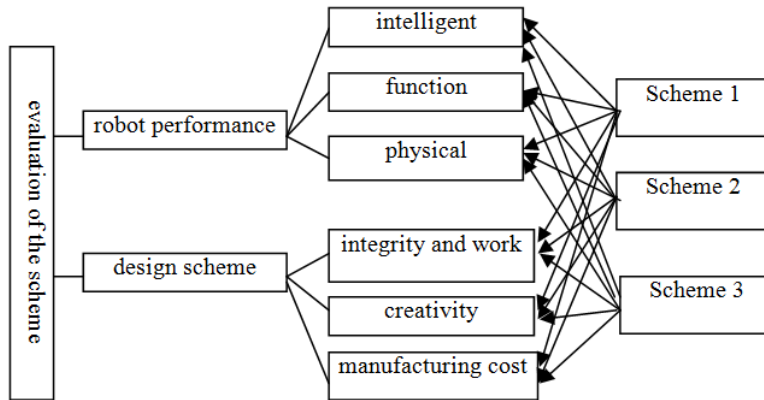 evaluation of the scheme
robot performance
design scheme
intelligent
function
physical
integrity and work
creativity
manufacturing cost
Scheme 1
Scheme 2
Scheme 3